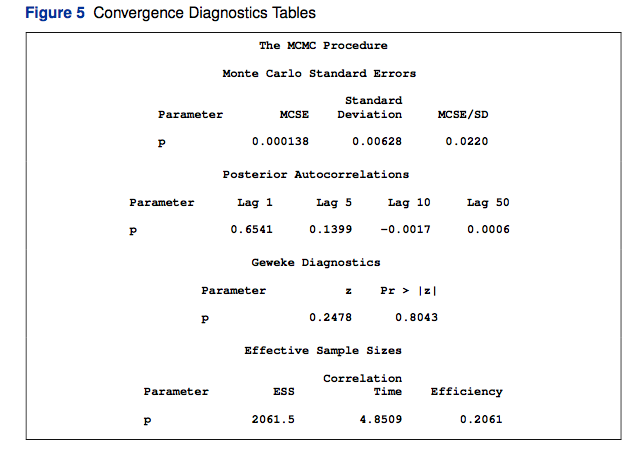 Figure 5 Convergence Diagnostics Tables
The MCMC Procedure
Monte Carlo Standard Errors
Standard
Parameter MCSE Deviation MCSE/SD
p 0.000138 0.00628 0.0220
Posterior Autocorrelations
Parameter Lag 1 Lag 5 Lag 10 Lag 50
p 0.6541 0.1399 -0.0017 0.0006
Geweke Diagnostics
Parameter z Pr > |z|
p 0.2478 0.8043
Effective Sample Sizes
Correlation
Parameter ESS Time Efficiency
p 2061.5 4.8509 0.2061